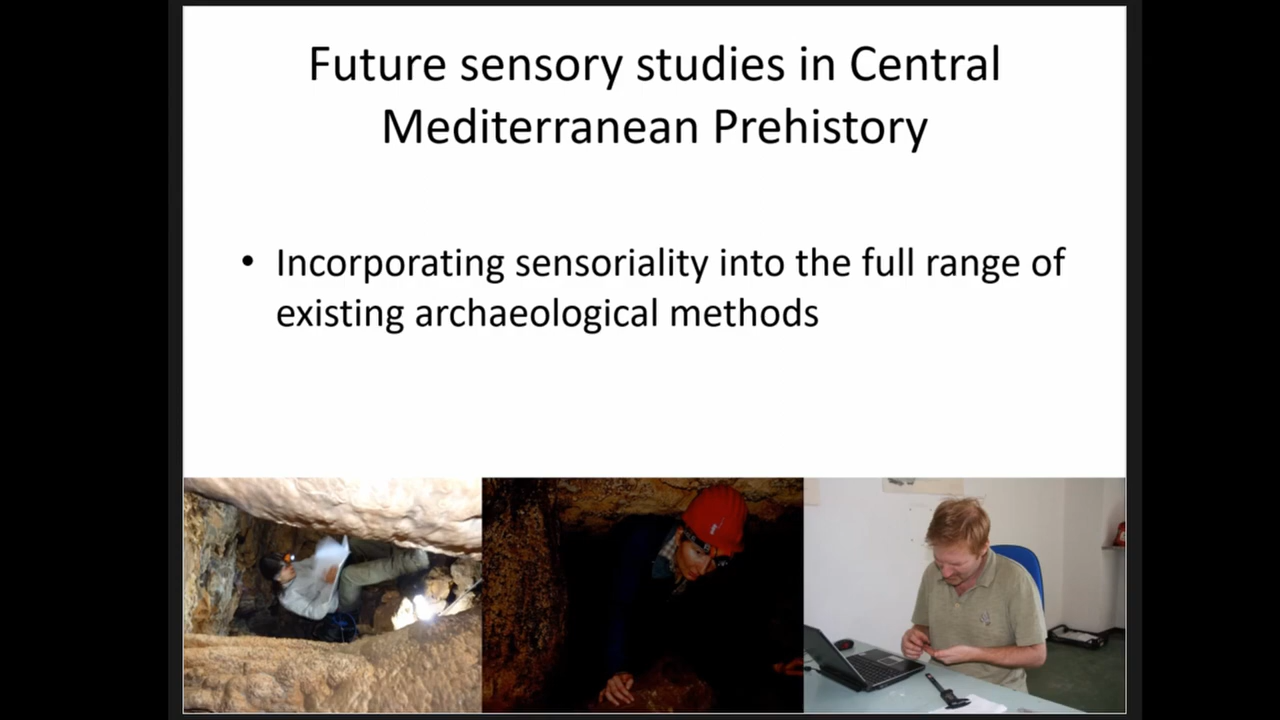 Future sensory studies in Central
Mediterranean Prehistory
• Incorporating sensoriality into the full range of
existing archaeological methods